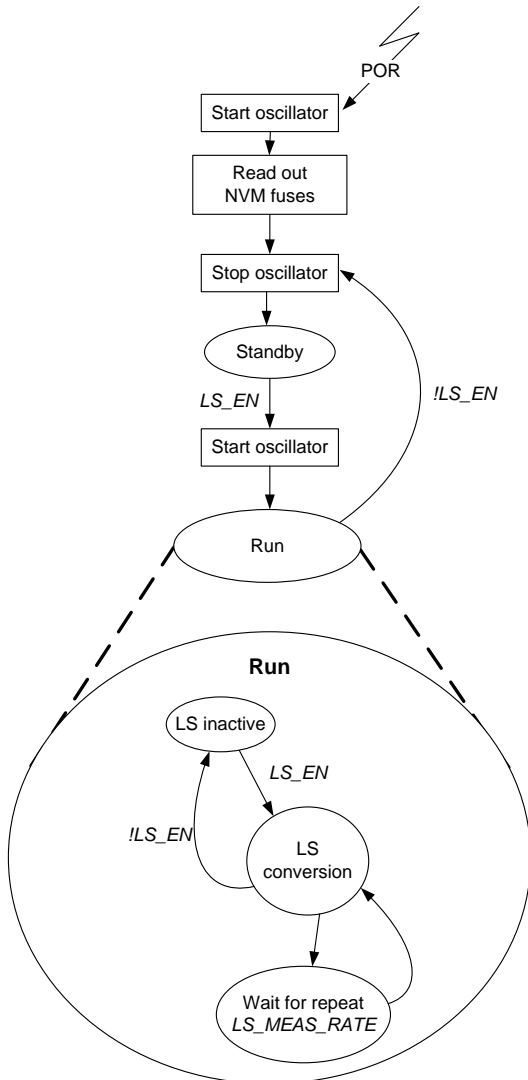 POR
Start oscillator
Read out
NVM fuses
Stop oscillator
Standby
LS_EN
!LS_EN
Start oscillator
Run
Run
LS inactive
LS_EN
!LS_EN
LS
conversion
Wait for repeat
LS_MEAS_RATE